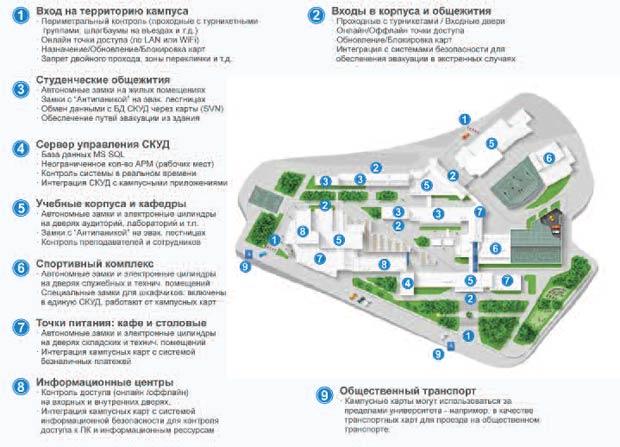 1 Вход на территорию кампуса
· Периметральный контроль (проходные с турникетными
группами; шлагбаумы на въездах и т.д.)
· Онлайн точки доступа (по LAN или WiFi)
· Назначение/Обновление/Блокировка карт
· Запрет двойного прохода, зоны переклички и т.д.
2 Входы в корпуса и общежития
· Проходные с турникетами / Входные двери
· Онлайн/Оффлайн точки доступа
· Обновление/Блокировка карт
· Интеграция с системами безопасности для
обеспечения эвакуации в экстренных случаях
3 Студенческие общежития
· Автономные замки на жилых помещениях
· Замки с "Антипаникой" на эвак. лестницах
· Обмен данными с БД СКУД через карты (SVN)
· Обеспечение путей эвакуации из здания
4 Сервер управления СКУД
· База данных MS SQL
· Неограниченное кол-во АРМ (рабочих мест)
· Контроль системы в реальном времени
· Интеграция СКУД с кампусными приложениями
5 Учебные корпуса и кафедры
· Автономные замки и электронные цилиндры
на дверях аудиторий, лабораторий и т.п.
· Замки с "Антипаникой" на эвак. лестницах
· Контроль преподавателей и сотрудников
6 Спортивный комплекс
· Автономные замки и электронные цилиндры
на дверях служебных и технич. помещений
· Специальные замки для шкафчиков: включены
в единую СКУД, работают от кампусных карт
7 Точки питания: кафе и столовые
· Автономные замки и электронные цилиндры
на дверях складских и технич. помещений
· Интеграция кампусных карт с системой
безналичных платежей
8 Информационные центры
· Контроль доступа (онлайн /оффлайн)
на входных и внутренних дверях.
· Интеграция кампусных карт с системой
информационной безопасности для контроля
доступа к ПК и информационным ресурсам
9 Общественный транспорт
· Кампусные карты могут использоваться за
пределами университета - например, в качестве
транспортных карт для проезда на общественном
транспорте.
1
5
6
2
2
3
3
3
5
2
3
3
7
8
5
2
6
1
9
7
8
4
5
7
2
1
9